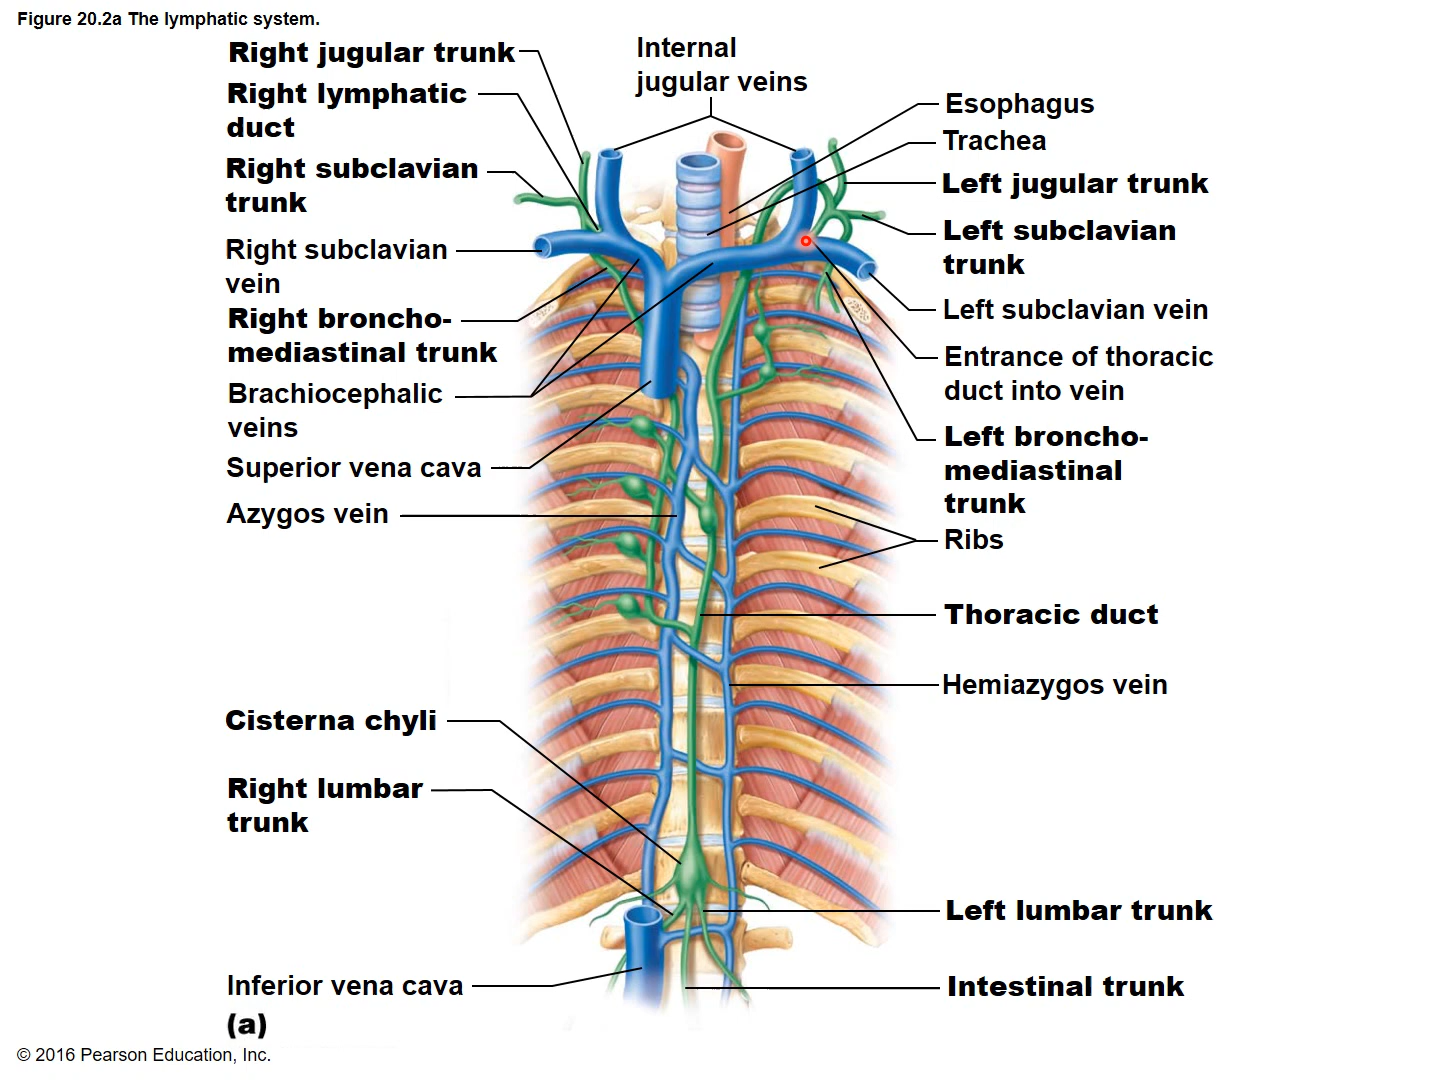 Figure 20.2a The lymphatic system.
Right jugular trunk
Right lymphatic
duct
Right subclavian
trunk
Right subclavian
vein
Right broncho-
mediastinal trunk
Brachiocephalic
veins
Superior vena cava
Azygos vein
Cisterna chyli
Right lumbar
trunk
Inferior vena cava
(a)
Internal
jugular veins
Esophagus
Trachea
Left jugular trunk
Left subclavian
trunk
Left subclavian vein
Entrance of thoracic
duct into vein
Left broncho-
mediastinal
trunk
Ribs
Thoracic duct
Hemiazygos vein
Left lumbar trunk
Intestinal trunk
© 2016 Pearson Education, Inc.